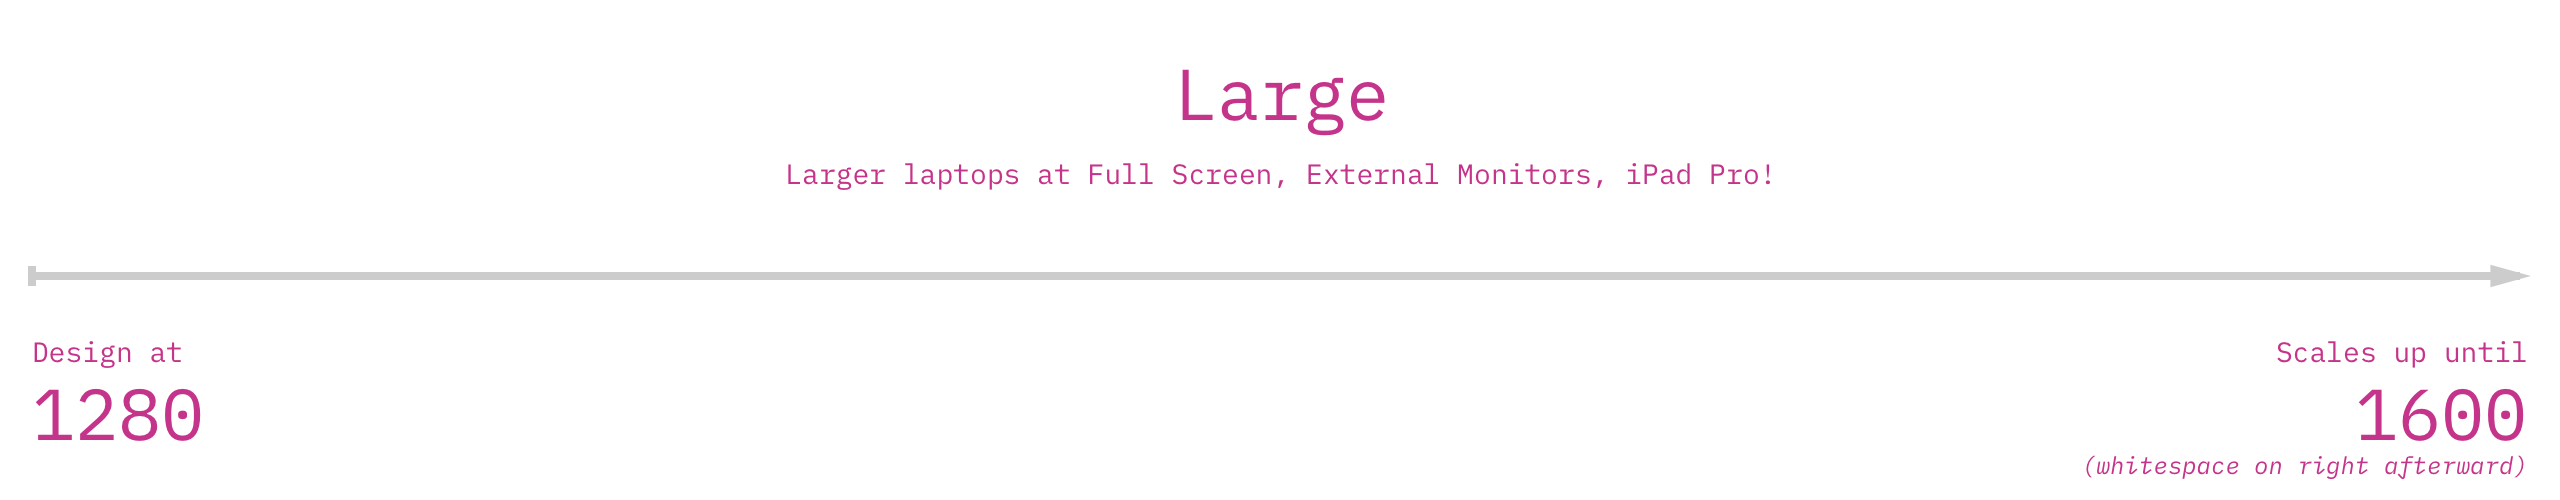 Large
Larger laptops at Full Screen, External Monitors, iPad Pro!
Design at
1280
Scales up until
1600
(whitespace on right afterward)